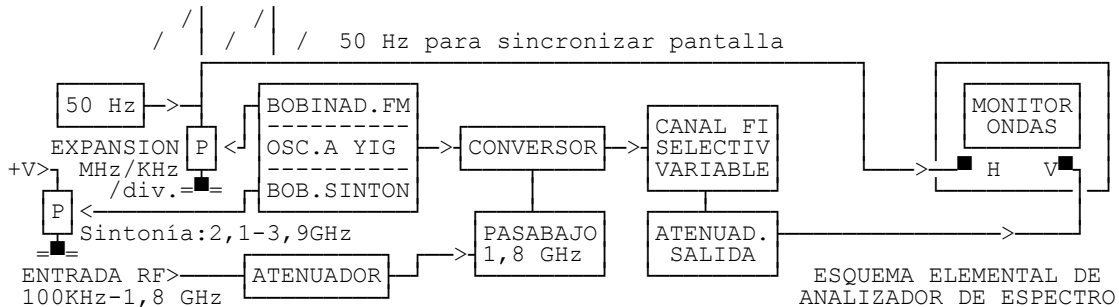 50 Hz para sincronizar pantalla
50 Hz
BOBINAD.FM
OSC.A YIG
BOB.SINTON
EXPANSION
MHz/KHz
/div.
P
+V>
P
Sintonía:2,1-3,9GHz
CONVERSOR
CANAL FI
SELECTIV
VARIABLE
MONITOR
ONDAS
H V
PASABAJO
1,8 GHz
ATENUAD.
SALIDA
ENTRADA RF>
100KHz-1,8 GHz
ATENUADOR
ESQUEMA ELEMENTAL DE
ANALIZADOR DE ESPECTRO